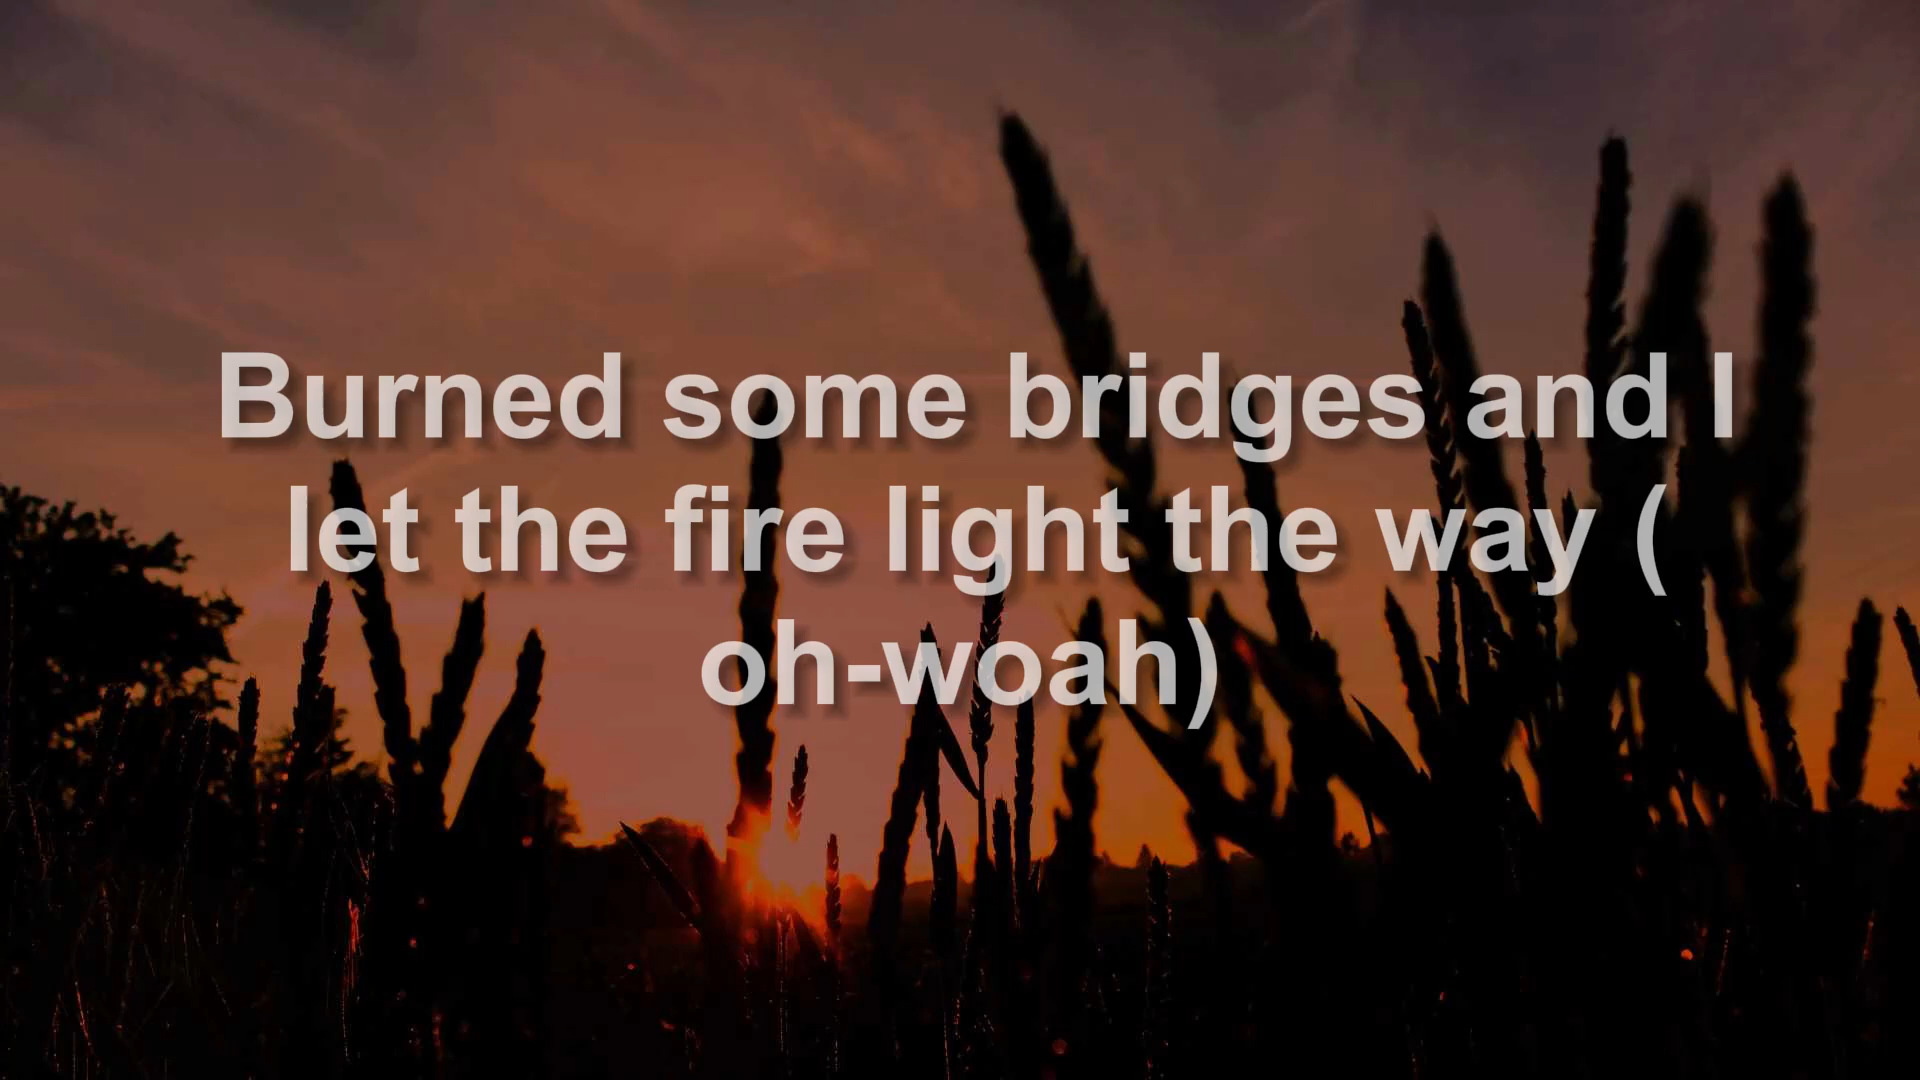 Burned some bridges and I
let the fire light the way (
oh-woah)